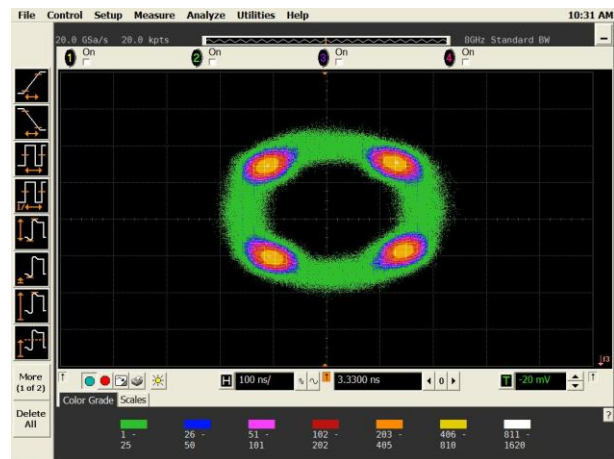 File Control Setup Measure Analyze Utilities Help 10:31 AM
20.0 GSa/s 20.0 kpts 8GHz Standard BW
1 On 2 On 3 On 4 On
More
(1 of 2)
Delete
All
H 100 ns/ 3.3300 ns 0 T -20 mV
Color Grade Scales
?
1 -
25
26 -
50
51 -
101
102 -
202
203 -
405
406 -
810
811 -
1620